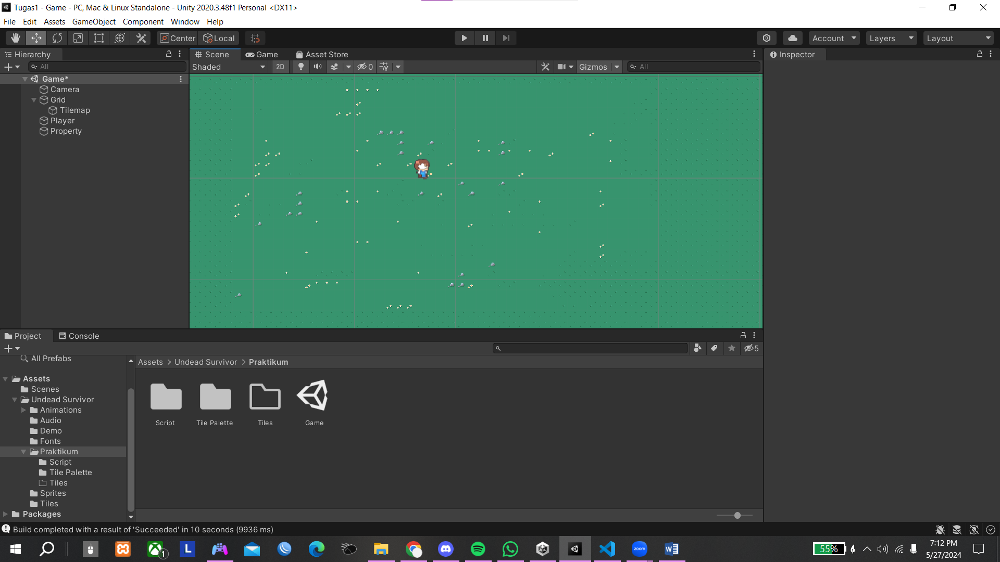 Tugas1 - Game - PC, Mac & Linux Standalone - Unity 2020.3.48f1 Personal <DX11>
File Edit Assets GameObject Component Window Help
Center Local Account Layers Layout
Hierarchy
All
Game*
Camera
Grid
Tilemap
Player
Property
Scene Game Asset Store
Shaded 2D 0 Gizmos All
Inspector
Project Console
5
All Prefabs
Assets
Scenes
Undead Survivor
Animations
Audio
Demo
Fonts
Praktikum
Script
Tile Palette
Tiles
Sprites
Tiles
Packages
Assets > Undead Survivor > Praktikum
Script Tile Palette Tiles Game
Build completed with a result of 'Succeeded' in 10 seconds (9936 ms)
1 L zoom W 55% 7:12 PM
5/27/2024